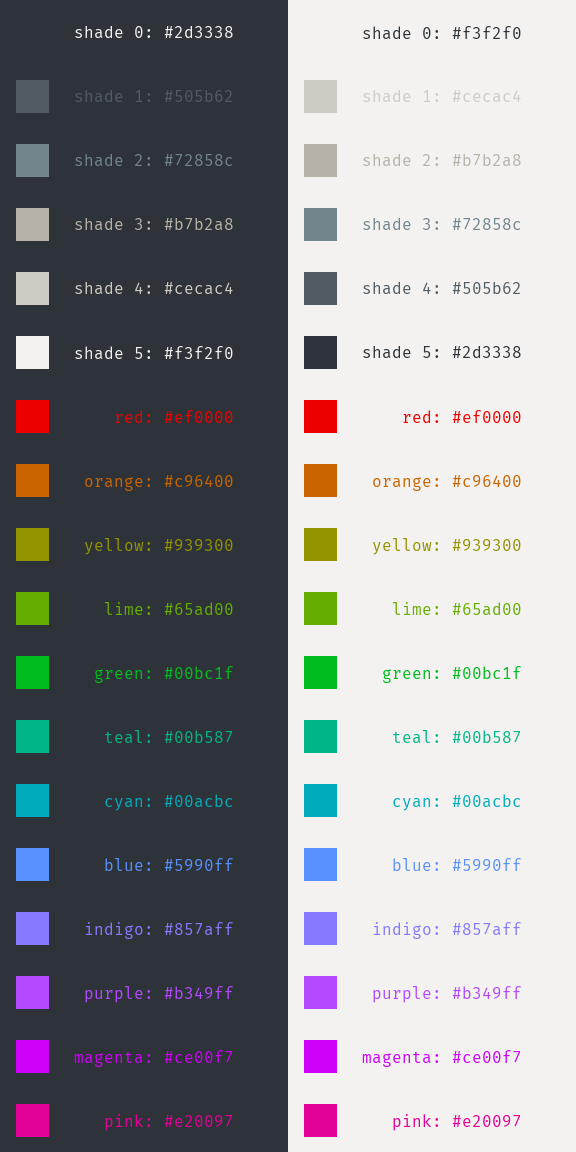 shade 0: #2d3338
shade 1: #505b62
shade 2: #72858c
shade 3: #b7b2a8
shade 4: #cecac4
shade 5: #f3f2f0
red: #ef0000
orange: #c96400
yellow: #939300
lime: #65ad00
green: #00bc1f
teal: #00b587
cyan: #00acbc
blue: #5990ff
indigo: #857aff
purple: #b349ff
magenta: #ce00f7
pink: #e20097
shade 0: #f3f2f0
shade 1: #cecac4
shade 2: #b7b2a8
shade 3: #72858c
shade 4: #505b62
shade 5: #2d3338
red: #ef0000
orange: #c96400
yellow: #939300
lime: #65ad00
green: #00bc1f
teal: #00b587
cyan: #00acbc
blue: #5990ff
indigo: #857aff
purple: #b349ff
magenta: #ce00f7
pink: #e20097